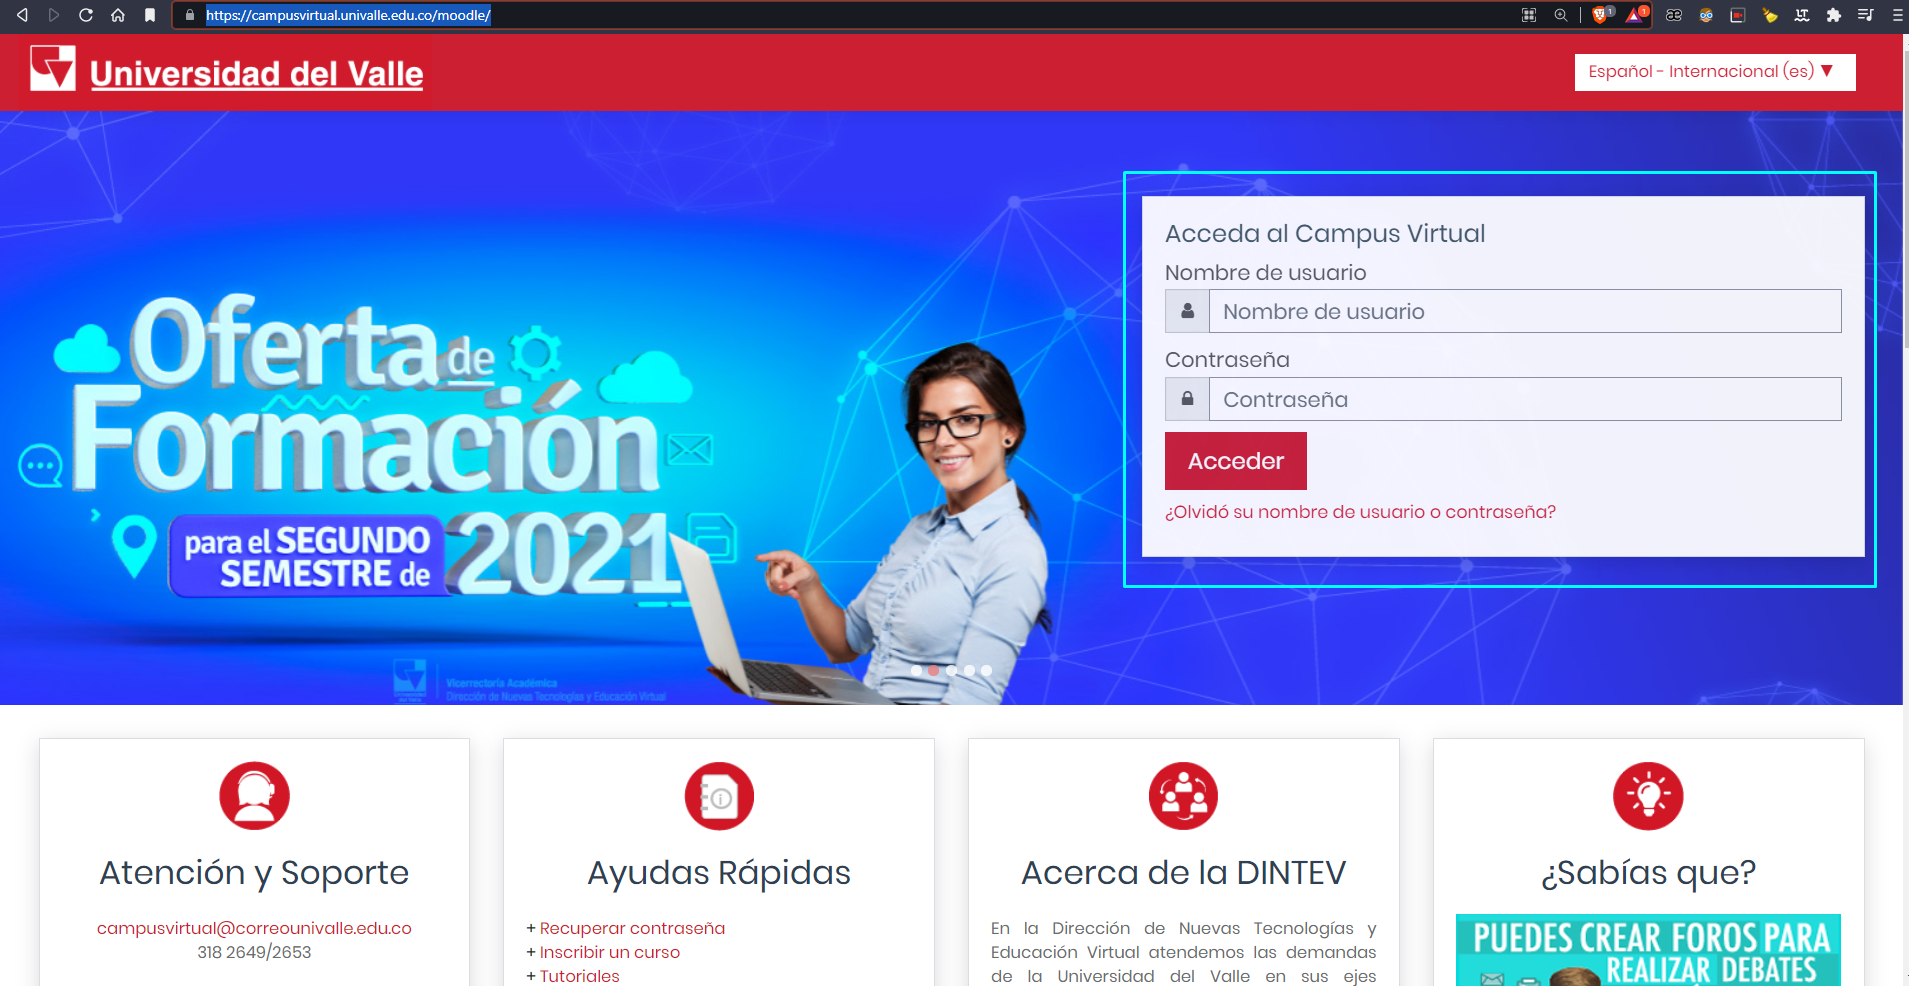 https://campusvirtual.univalle.edu.co/moodle/
1
1
Universidad del Valle
Español - Internacional (es) ▼
Acceda al Campus Virtual
Nombre de usuario
Nombre de usuario
Contraseña
Contraseña
Acceder
¿Olvidó su nombre de usuario o contraseña?
Oferta de
Formación
para el SEGUNDO
SEMESTRE de
2021
Vicerrectoría Académica
Dirección de Nuevas Tecnologías y Educación Virtual
Atención y Soporte
campusvirtual@correounivalle.edu.co
318 2649/2653
Ayudas Rápidas
+ Recuperar contraseña
+ Inscribir un curso
+ Tutoriales
Acerca de la DINTEV
En la Dirección de Nuevas Tecnologías y
Educación Virtual atendemos las demandas
de la Universidad del Valle en sus ejes
¿Sabías que?
PUEDES CREAR FOROS PARA
REALIZAR DEBATES